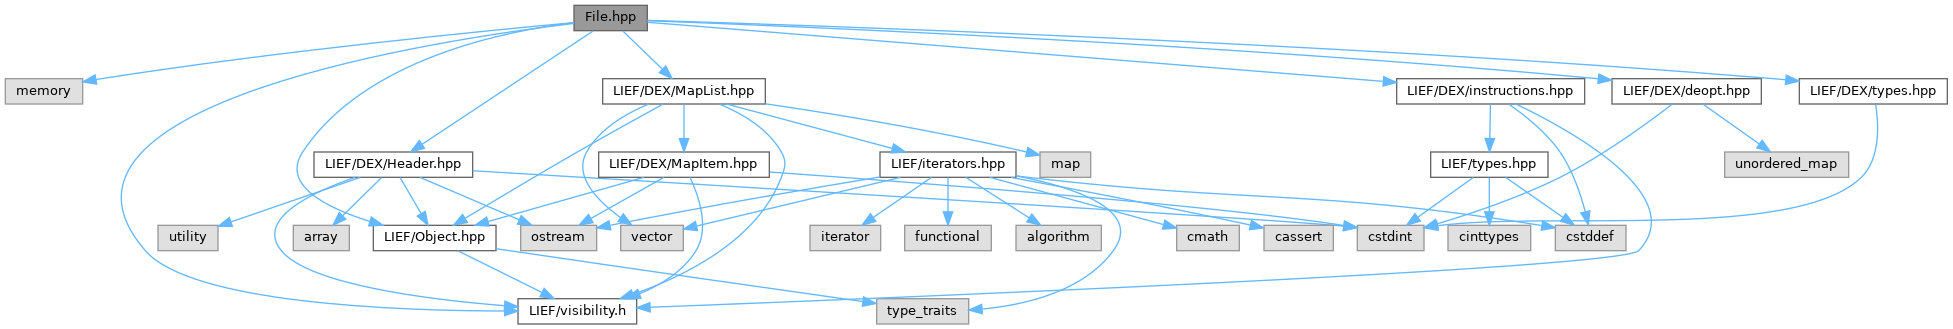 File.hpp
memory
LIEF/DEX/MapList.hpp
LIEF/DEX/instructions.hpp
LIEF/DEX/deopt.hpp
LIEF/DEX/types.hpp
LIEF/DEX/Header.hpp
LIEF/DEX/MapItem.hpp
LIEF/iterators.hpp
map
LIEF/types.hpp
unordered_map
utility
array
LIEF/Object.hpp
ostream
vector
iterator
functional
algorithm
cmath
cassert
cstdint
cinttypes
cstddef
LIEF/visibility.h
type_traits